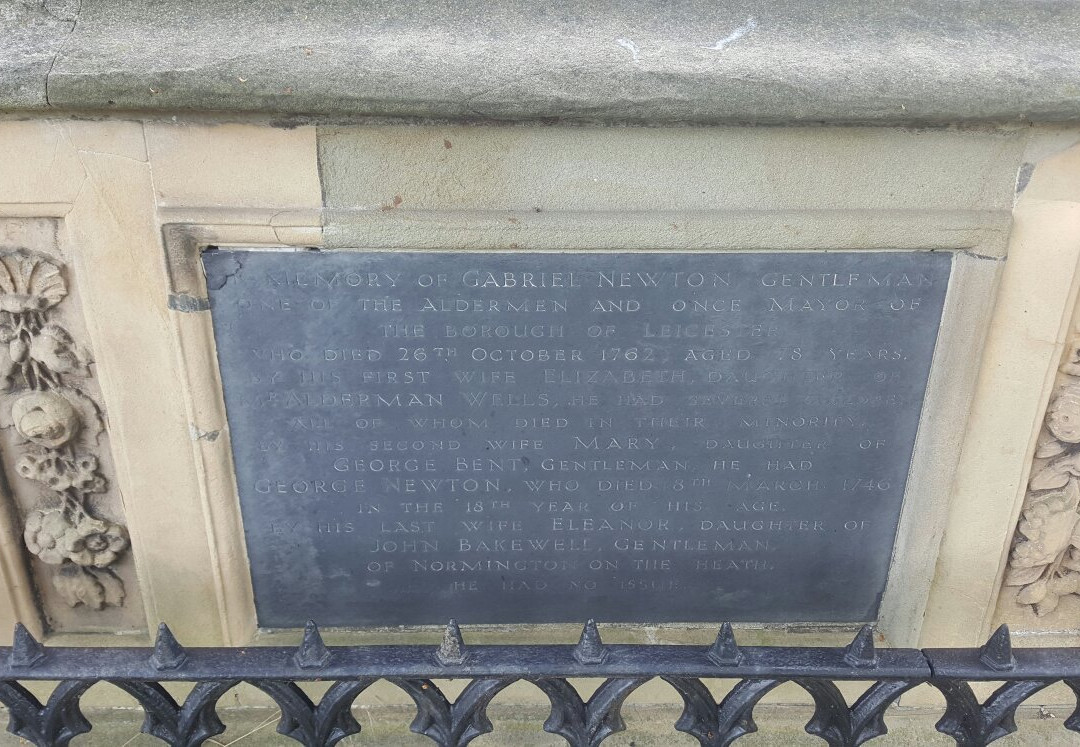 MEMORY OF GABRIEL NEWTON GENTLEMAN
ONE OF THE ALDERMEN AND ONCE MAYOR OF
THE BOROUGH OF LEICESTER
WHO DIED 26TH OCTOBER 1762, AGED 78 YEARS.
BY HIS FIRST WIFE ELIZABETH, DAUGHTER OF
MR ALDERMAN WELLS, HE HAD SEVERAL CHILDREN
ALL OF WHOM DIED IN THEIR MINORITY.
BY HIS SECOND WIFE MARY, DAUGHTER OF
GEORGE BENT, GENTLEMAN, HE HAD
GEORGE NEWTON, WHO DIED 8TH MARCH 1746
IN THE 18TH YEAR OF HIS AGE.
BY HIS LAST WIFE ELEANOR, DAUGHTER OF
JOHN BAKEWELL, GENTLEMAN,
OF NORMINGTON ON THE HEATH,
HE HAD NO ISSUE